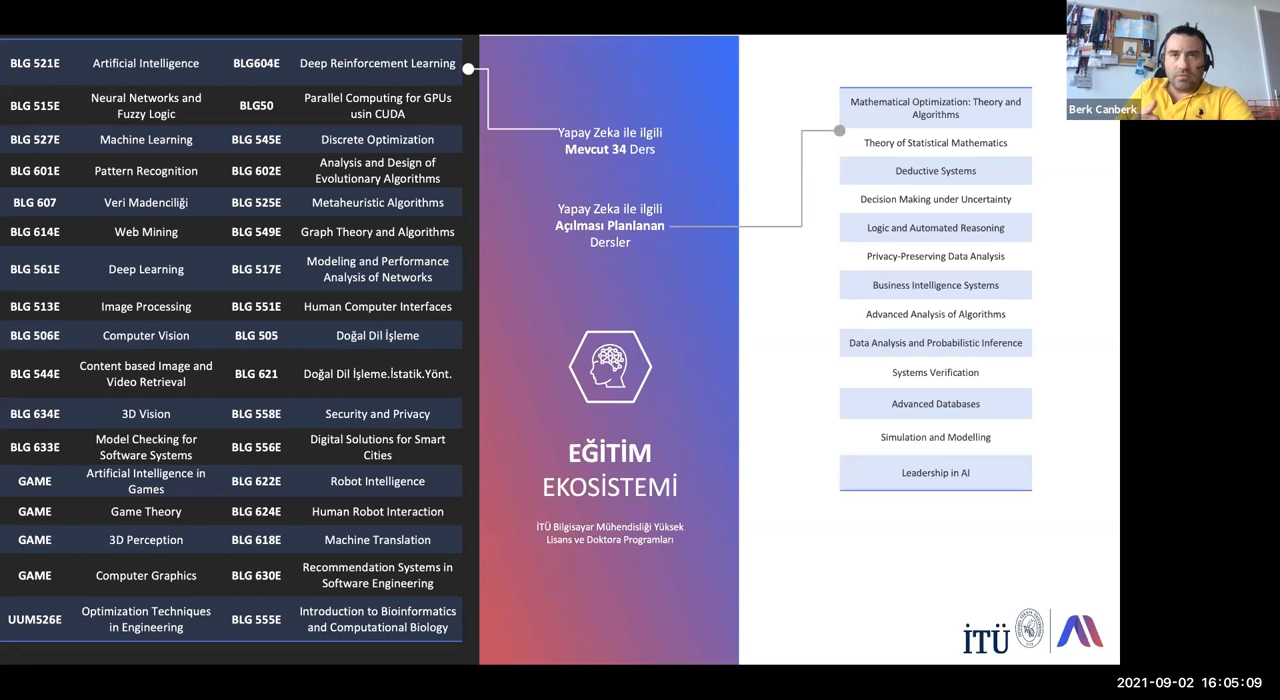 BLG 521E Artificial Intelligence BLG604E Deep Reinforcement Learning
BLG 515E Neural Networks and Fuzzy Logic BLG50 Parallel Computing for GPUs usin CUDA
BLG 527E Machine Learning BLG 545E Discrete Optimization
BLG 601E Pattern Recognition BLG 602E Analysis and Design of Evolutionary Algorithms
BLG 607 Veri Madenciliği BLG 525E Metaheuristic Algorithms
BLG 614E Web Mining BLG 549E Graph Theory and Algorithms
BLG 561E Deep Learning BLG 517E Modeling and Performance Analysis of Networks
BLG 513E Image Processing BLG 551E Human Computer Interfaces
BLG 506E Computer Vision BLG 505 Doğal Dil İşleme
BLG 544E Content based Image and Video Retrieval BLG 621 Doğal Dil İşleme.İstatik.Yönt.
BLG 634E 3D Vision BLG 558E Security and Privacy
BLG 633E Model Checking for Software Systems BLG 556E Digital Solutions for Smart Cities
GAME Artificial Intelligence in Games BLG 622E Robot Intelligence
GAME Game Theory BLG 624E Human Robot Interaction
GAME 3D Perception BLG 618E Machine Translation
GAME Computer Graphics BLG 630E Recommendation Systems in Software Engineering
UUM526E Optimization Techniques in Engineering BLG 555E Introduction to Bioinformatics and Computational Biology
Yapay Zeka ile ilgili
Mevcut 34 Ders
Yapay Zeka ile ilgili
Açılması Planlanan
Dersler
EĞİTİM
EKOSİSTEMİ
İTÜ Bilgisayar Mühendisliği Yüksek
Lisans ve Doktora Programları
Mathematical Optimization: Theory and
Algorithms
Theory of Statistical Mathematics
Deductive Systems
Decision Making under Uncertainty
Logic and Automated Reasoning
Privacy-Preserving Data Analysis
Business Intelligence Systems
Advanced Analysis of Algorithms
Data Analysis and Probabilistic Inference
Systems Verification
Advanced Databases
Simulation and Modelling
Leadership in AI
İTÜ
Berk Canberk
2021-09-02 16:05:09